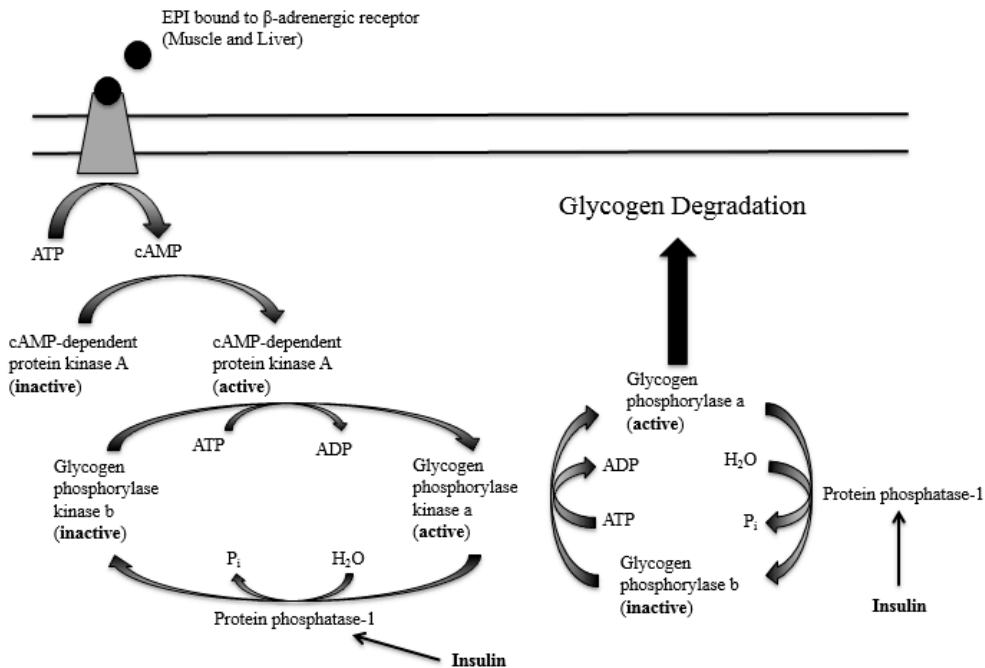 EPI bound to β-adrenergic receptor
(Muscle and Liver)
Glycogen Degradation
ATP
cAMP
cAMP-dependent
protein kinase A
(inactive)
cAMP-dependent
protein kinase A
(active)
ATP
ADP
Glycogen
phosphorylase
kinase b
(inactive)
Glycogen
phosphorylase
kinase a
(active)
Pᵢ
H₂O
Protein phosphatase-1
Insulin
Glycogen
phosphorylase a
(active)
ADP
H₂O
ATP
Pᵢ
Protein phosphatase-1
Glycogen
phosphorylase b
(inactive)
Insulin